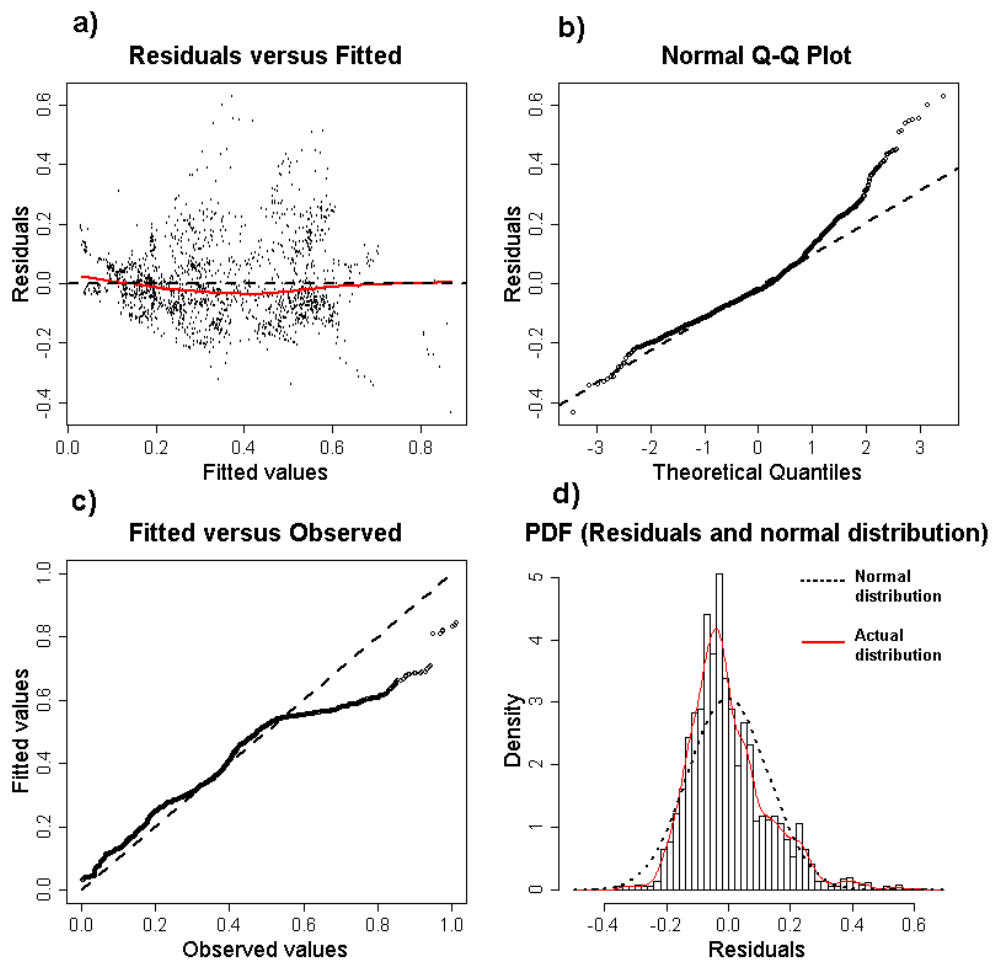 a)
Residuals versus Fitted
0.6
0.4
0.2
0.0
-0.2
-0.4
Residuals
0.0 0.2 0.4 0.6 0.8
Fitted values
b)
Normal Q-Q Plot
0.6
0.4
0.2
0.0
-0.2
-0.4
Residuals
-3 -2 -1 0 1 2 3
Theoretical Quantiles
c)
Fitted versus Observed
1.0
0.8
0.6
0.4
0.2
0.0
Fitted values
0.0 0.2 0.4 0.6 0.8 1.0
Observed values
d)
PDF (Residuals and normal distribution)
5
4
3
2
1
0
Density
Normal
distribution
Actual
distribution
-0.4 -0.2 0.0 0.2 0.4 0.6
Residuals